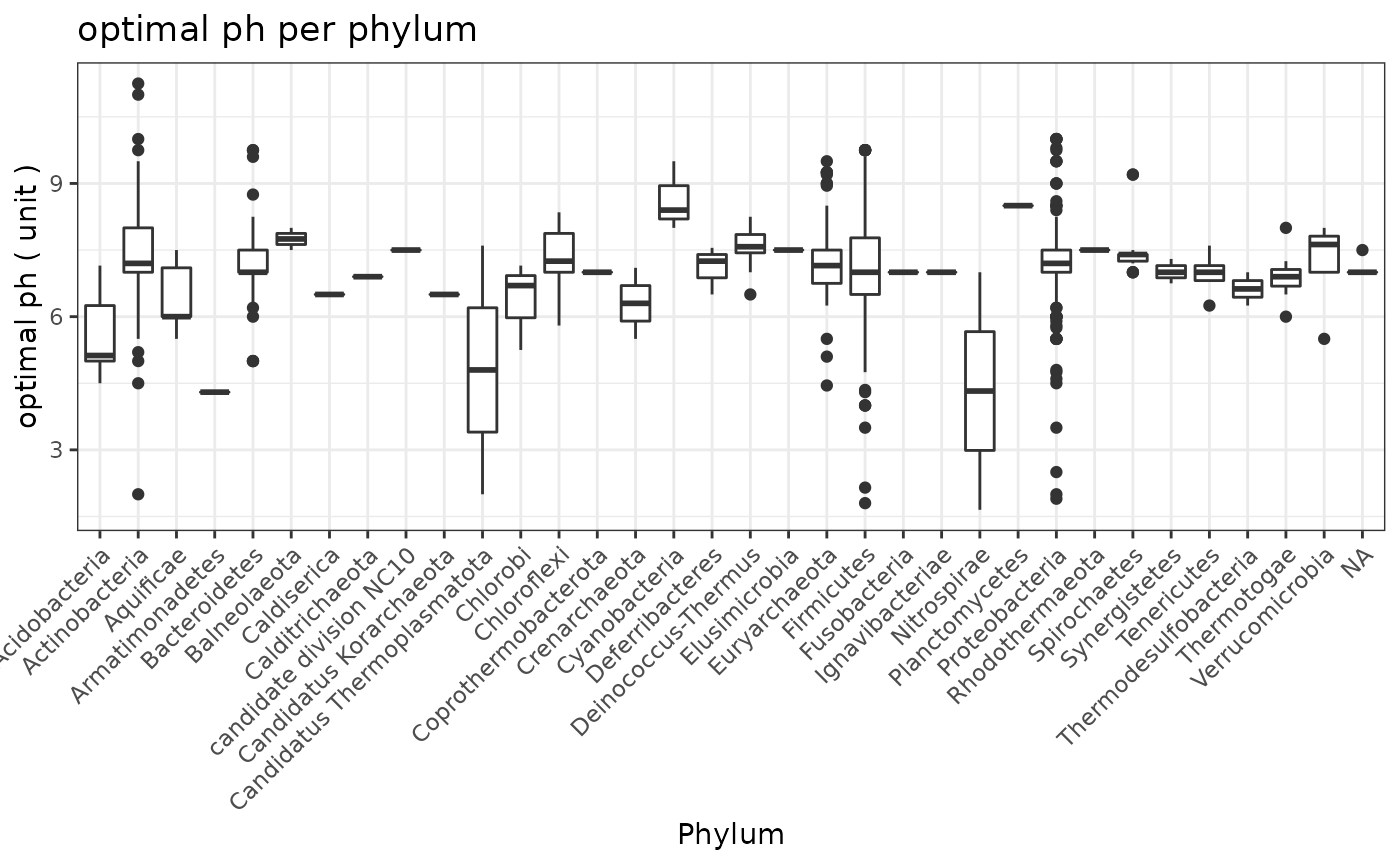 optimal ph per phylum
optimal ph ( unit )
9
6
3
Acidobacteria
Actinobacteria
Aquificae
Armatimonadetes
Bacteroidetes
Balneolaeota
Caldiserica
Calditrichaeota
candidate division NC10
Candidatus Korarchaeota
Candidatus Thermoplasmatota
Chlorobi
Chloroflexi
Coprothermobacterota
Crenarchaeota
Cyanobacteria
Deferribacteres
Deinococcus-Thermus
Elusimicrobia
Euryarchaeota
Firmicutes
Fusobacteria
Ignavibacteriae
Nitrospirae
Planctomycetes
Proteobacteria
Rhodothermaeota
Spirochaetes
Synergistetes
Tenericutes
Thermodesulfobacteria
Thermotogae
Verrucomicrobia
NA
Phylum